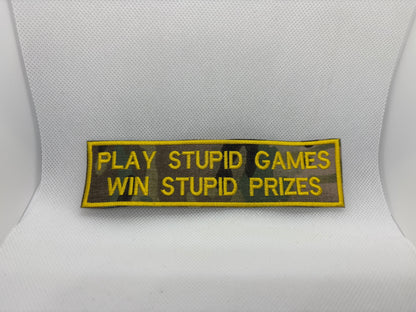 PLAY STUPID GAMES
WIN STUPID PRIZES